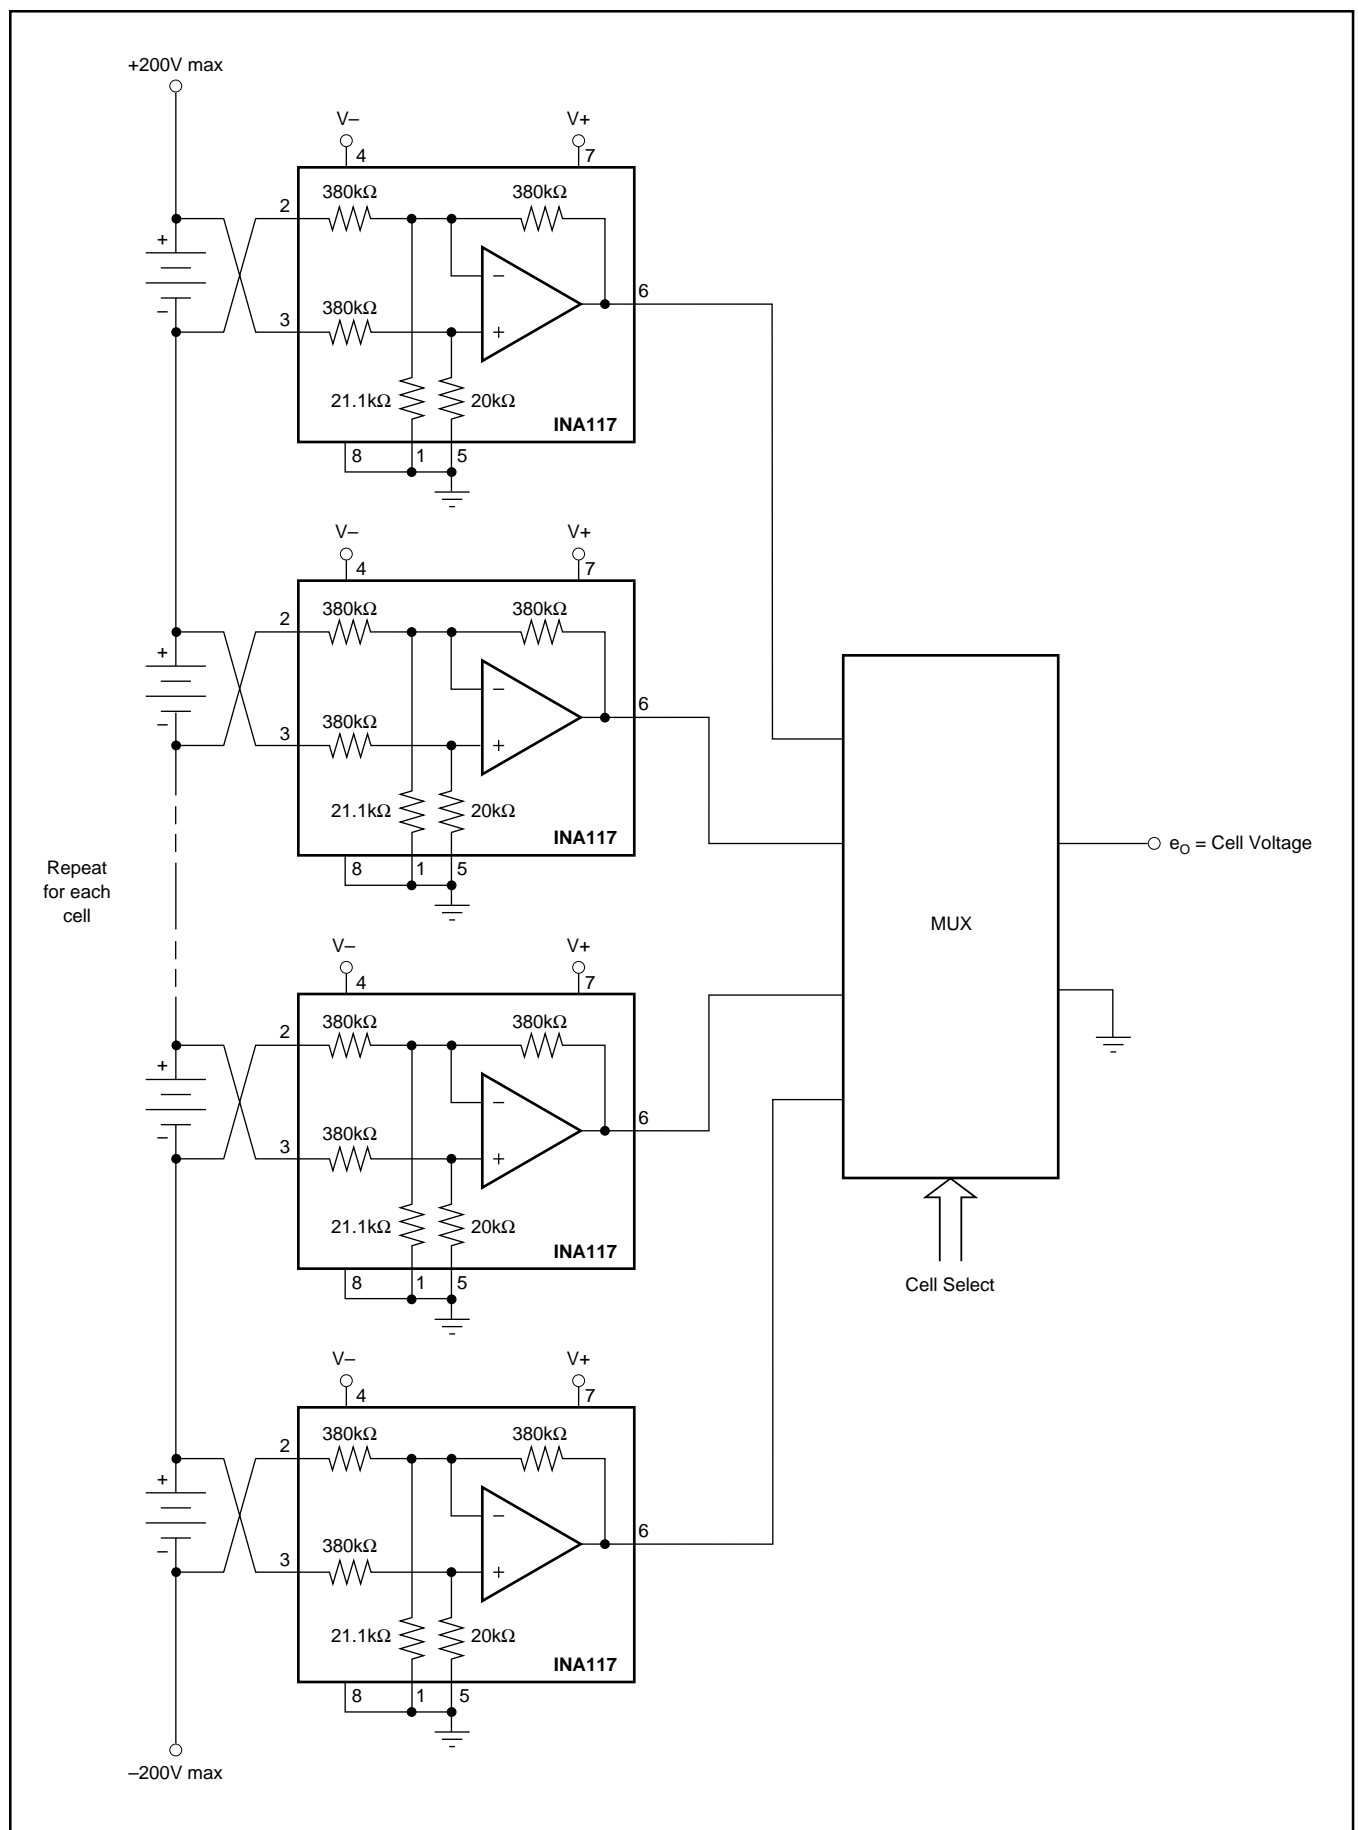 +200V max
V–
V+
4
7
380kΩ
380kΩ
2
+
–
6
–
380kΩ
3
+
21.1kΩ
20kΩ
INA117
8
1
5
V–
V+
4
7
380kΩ
380kΩ
2
+
–
6
–
380kΩ
3
+
21.1kΩ
20kΩ
INA117
8
1
5
Repeat
for each
cell
eO = Cell Voltage
MUX
V–
V+
4
7
380kΩ
380kΩ
2
+
–
6
–
380kΩ
3
+
21.1kΩ
20kΩ
INA117
8
1
5
Cell Select
V–
V+
4
7
380kΩ
380kΩ
2
+
–
6
–
380kΩ
3
+
21.1kΩ
20kΩ
INA117
8
1
5
–200V max